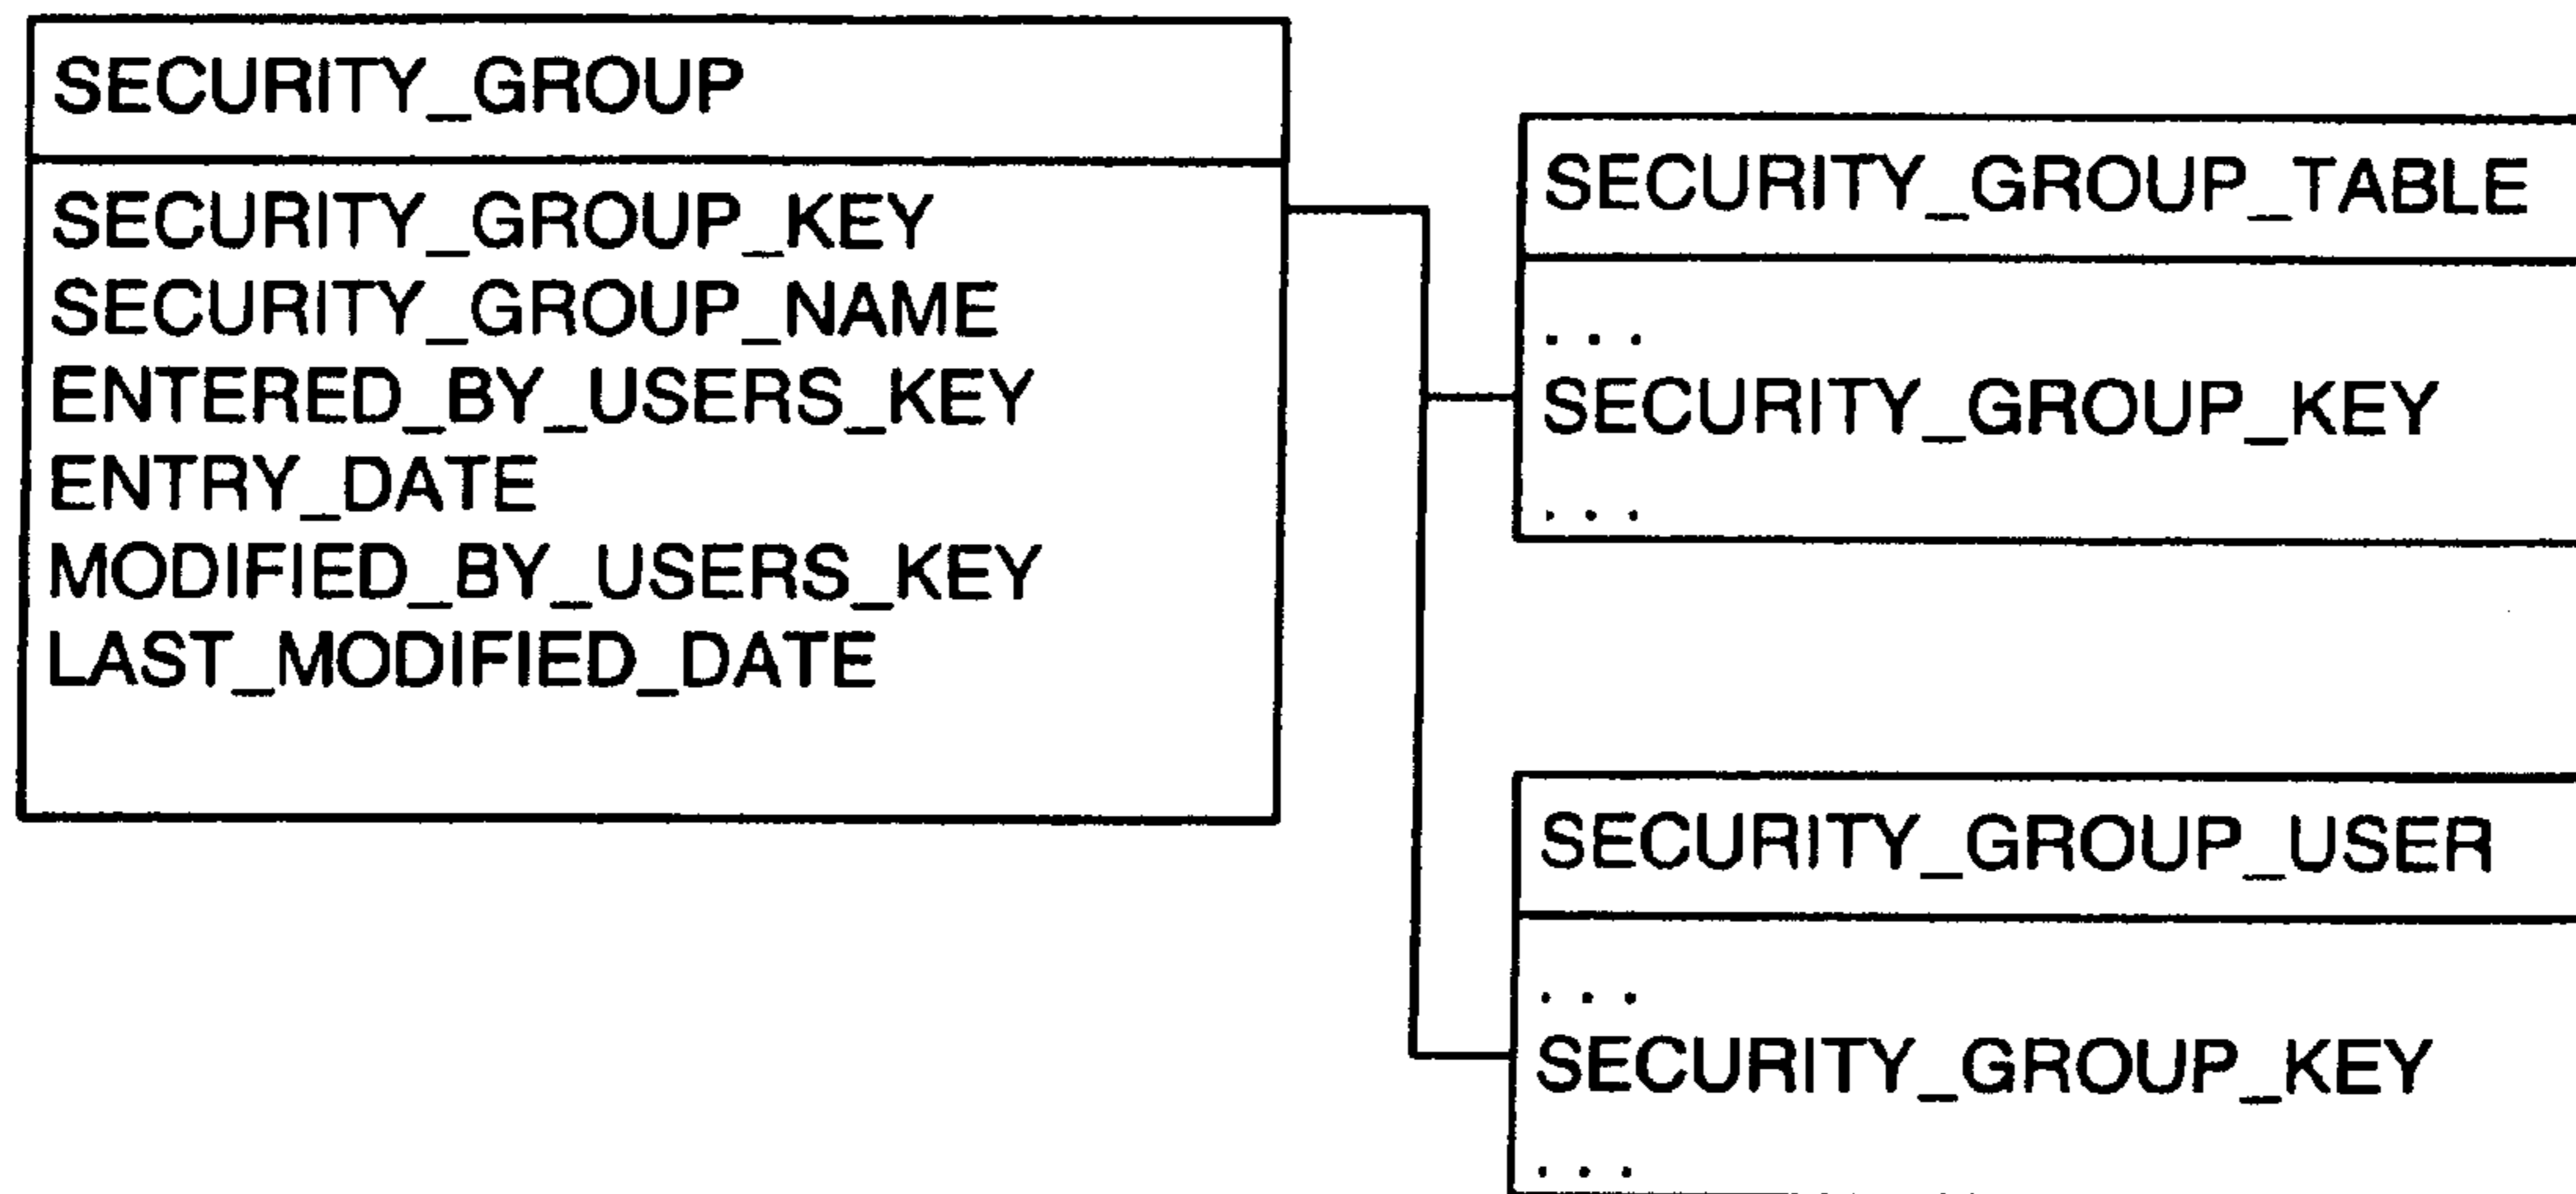 SECURITY_GROUP
SECURITY_GROUP_KEY
SECURITY_GROUP_NAME
ENTERED_BY_USERS_KEY
ENTRY_DATE
MODIFIED_BY_USERS_KEY
LAST_MODIFIED_DATE
SECURITY_GROUP_TABLE
. . .
SECURITY_GROUP_KEY
. . .
SECURITY_GROUP_USER
. . .
SECURITY_GROUP_KEY
. . .